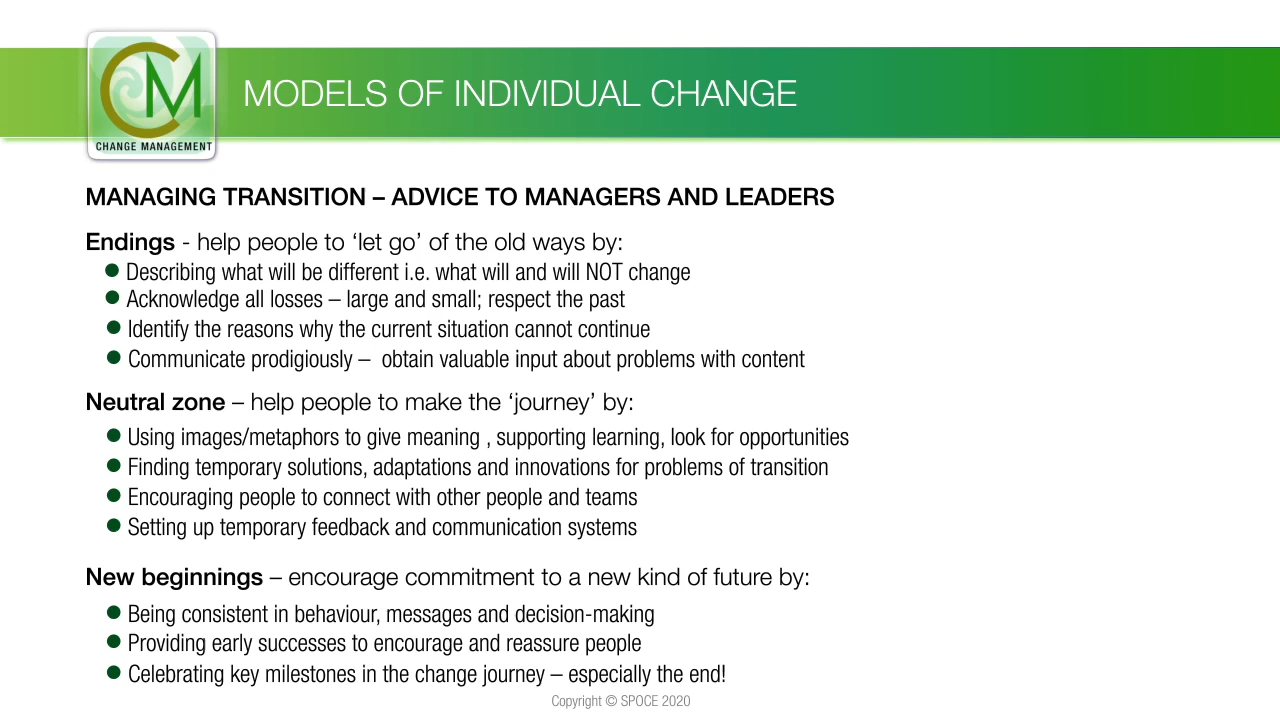 CM
CHANGE MANAGEMENT
MODELS OF INDIVIDUAL CHANGE
MANAGING TRANSITION – ADVICE TO MANAGERS AND LEADERS
Endings - help people to ‘let go’ of the old ways by:
● Describing what will be different i.e. what will and will NOT change
● Acknowledge all losses – large and small; respect the past
● Identify the reasons why the current situation cannot continue
● Communicate prodigiously –  obtain valuable input about problems with content
Neutral zone – help people to make the ‘journey’ by:
● Using images/metaphors to give meaning , supporting learning, look for opportunities
● Finding temporary solutions, adaptations and innovations for problems of transition
● Encouraging people to connect with other people and teams
● Setting up temporary feedback and communication systems
New beginnings – encourage commitment to a new kind of future by:
● Being consistent in behaviour, messages and decision-making
● Providing early successes to encourage and reassure people
● Celebrating key milestones in the change journey – especially the end!
Copyright © SPOCE 2020